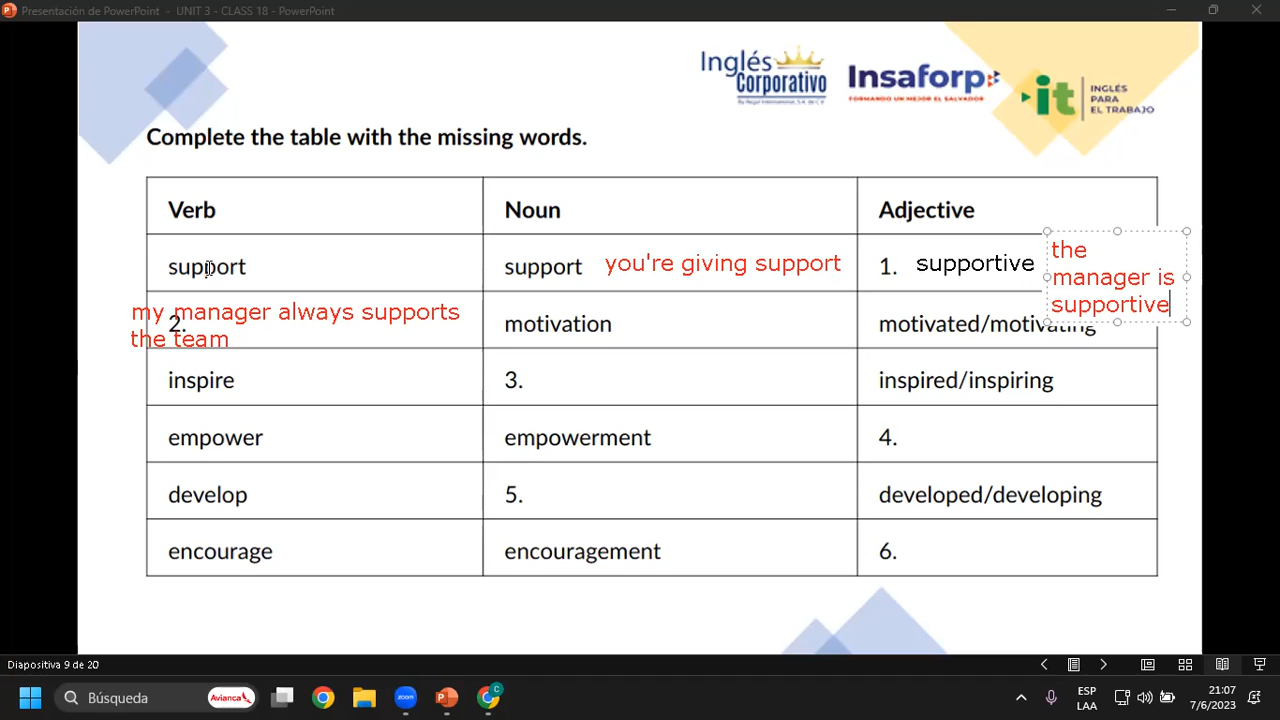 Presentación de PowerPoint - UNIT 3 - CLASS 18 - PowerPoint
Inglés
Corporativo
Insaforp
FORMANDO UN MEJOR EL SALVADOR
it
INGLÉS
PARA
EL TRABAJO
Complete the table with the missing words.
Verb Noun Adjective
support support you're giving support 1. supportive the
manager is
supportive
my manager always supports
the team
2. motivation motivated/motivating
inspire 3. inspired/inspiring
empower empowerment 4.
develop 5. developed/developing
encourage encouragement 6.
Diapositiva 9 de 20
Búsqueda
Avianca
zoom
C
ESP
LAA
21:07
7/6/2023